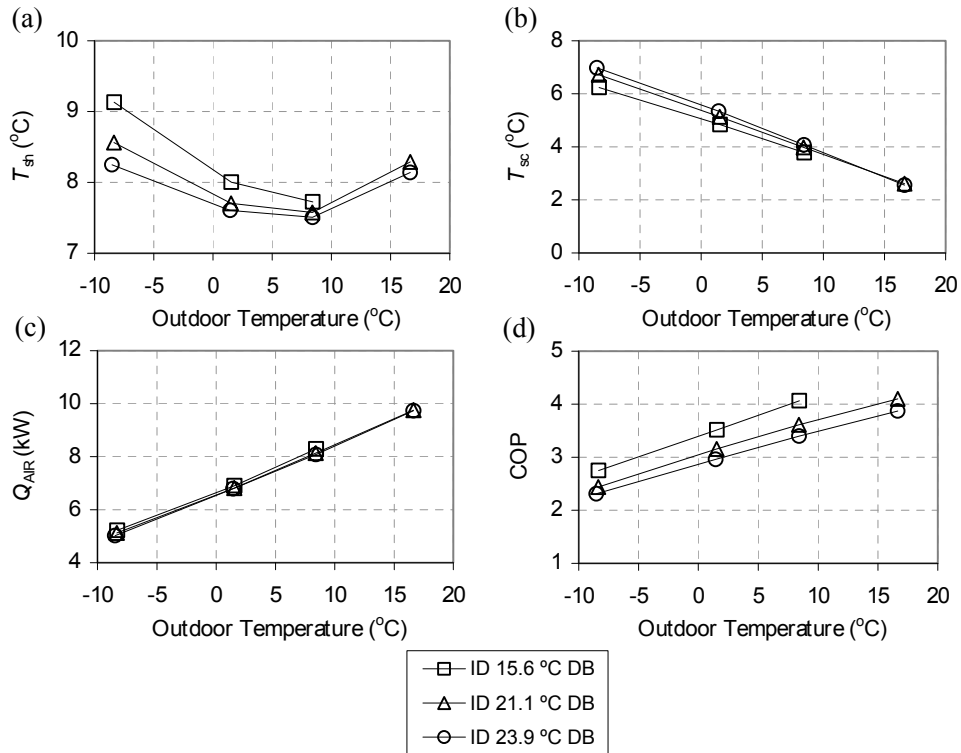 (a)
10
9
8
7
T_sh (°C)
-10 -5 0 5 10 15 20
Outdoor Temperature (°C)
(b)
8
6
4
2
0
T_sc (°C)
-10 -5 0 5 10 15 20
Outdoor Temperature (°C)
(c)
12
10
8
6
4
Q_AIR (kW)
-10 -5 0 5 10 15 20
Outdoor Temperature (°C)
(d)
5
4
3
2
1
COP
-10 -5 0 5 10 15 20
Outdoor Temperature (°C)
ID 15.6 ºC DB
ID 21.1 ºC DB
ID 23.9 ºC DB